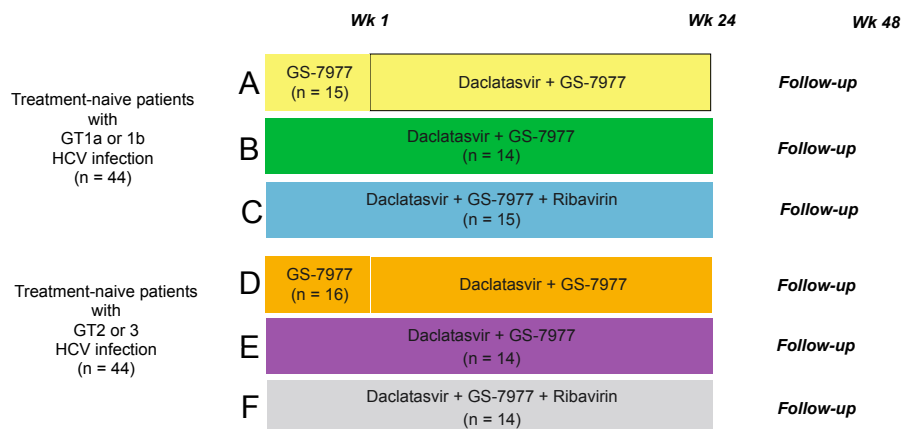 Wk 1 Wk 24 Wk 48
Treatment-naive patients
with
GT1a or 1b
HCV infection
(n = 44)
A
GS-7977
(n = 15)
Daclatasvir + GS-7977
Follow-up
B
Daclatasvir + GS-7977
(n = 14)
Follow-up
C
Daclatasvir + GS-7977 + Ribavirin
(n = 15)
Follow-up
Treatment-naive patients
with
GT2 or 3
HCV infection
(n = 44)
D
GS-7977
(n = 16)
Daclatasvir + GS-7977
Follow-up
E
Daclatasvir + GS-7977
(n = 14)
Follow-up
F
Daclatasvir + GS-7977 + Ribavirin
(n = 14)
Follow-up